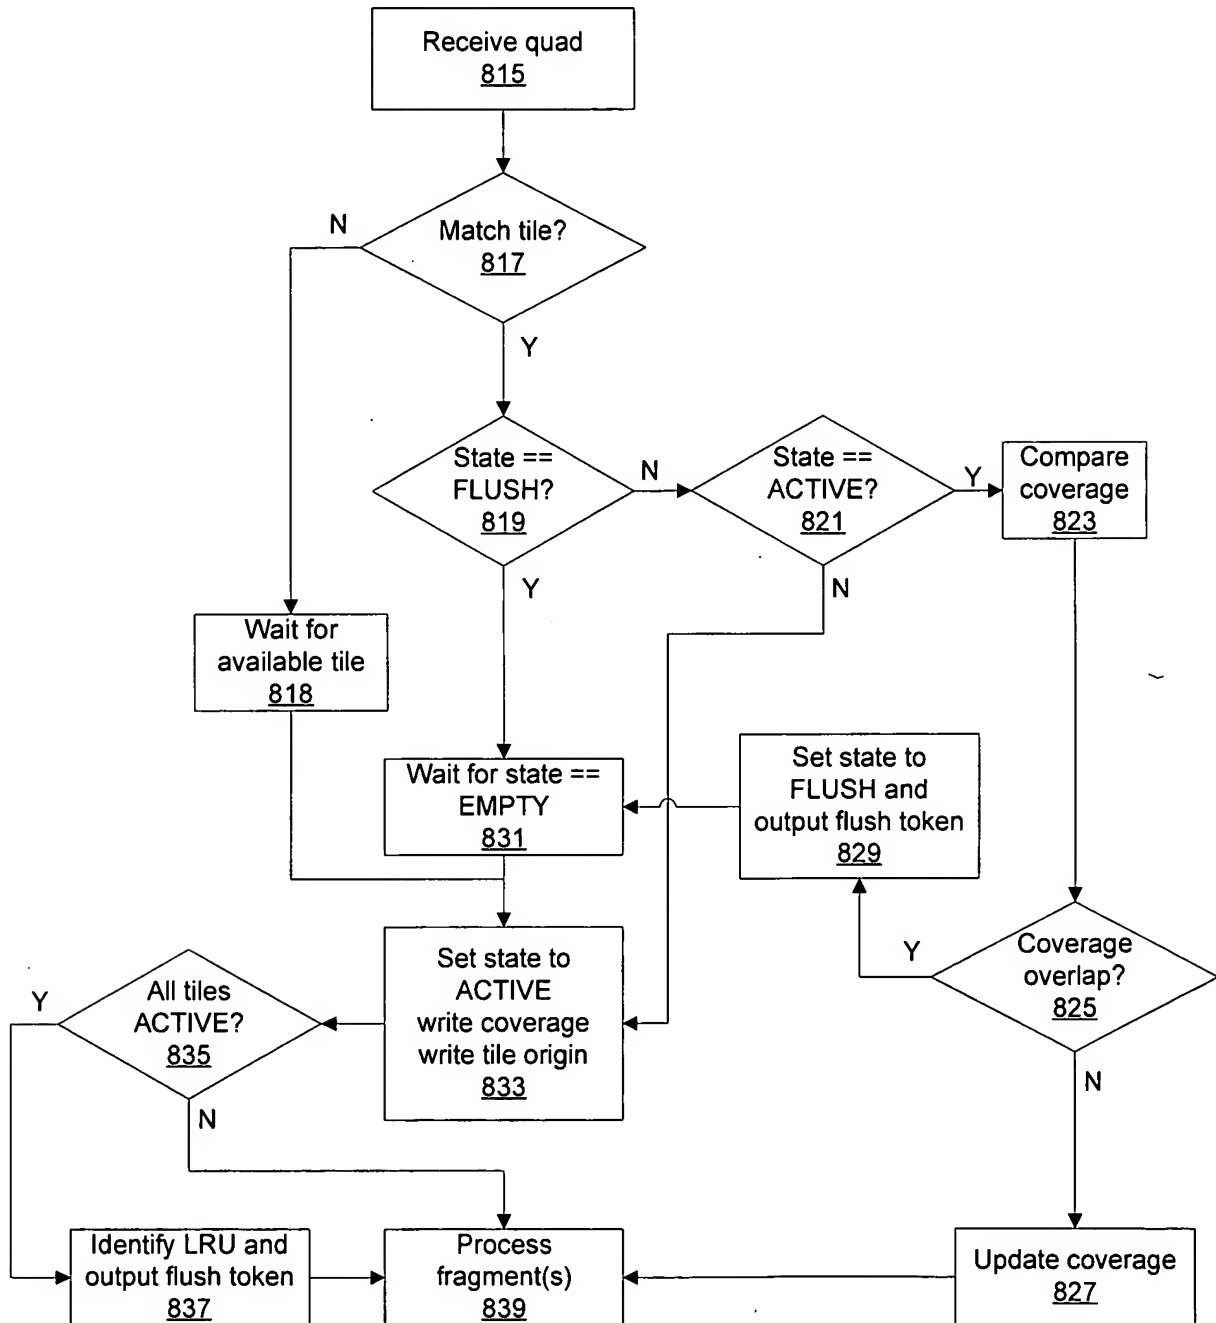 Receive quad
815
N
Match tile?
817
Y
State ==
FLUSH?
819
N
State ==
ACTIVE?
821
Y
Compare
coverage
823
Y
N
Wait for
available tile
818
Wait for state ==
EMPTY
831
Set state to
FLUSH and
output flush token
829
Y
Coverage
overlap?
825
N
Set state to
ACTIVE
write coverage
write tile origin
833
Y
All tiles
ACTIVE?
835
N
Identify LRU and
output flush token
837
Process
fragment(s)
839
Update coverage
827